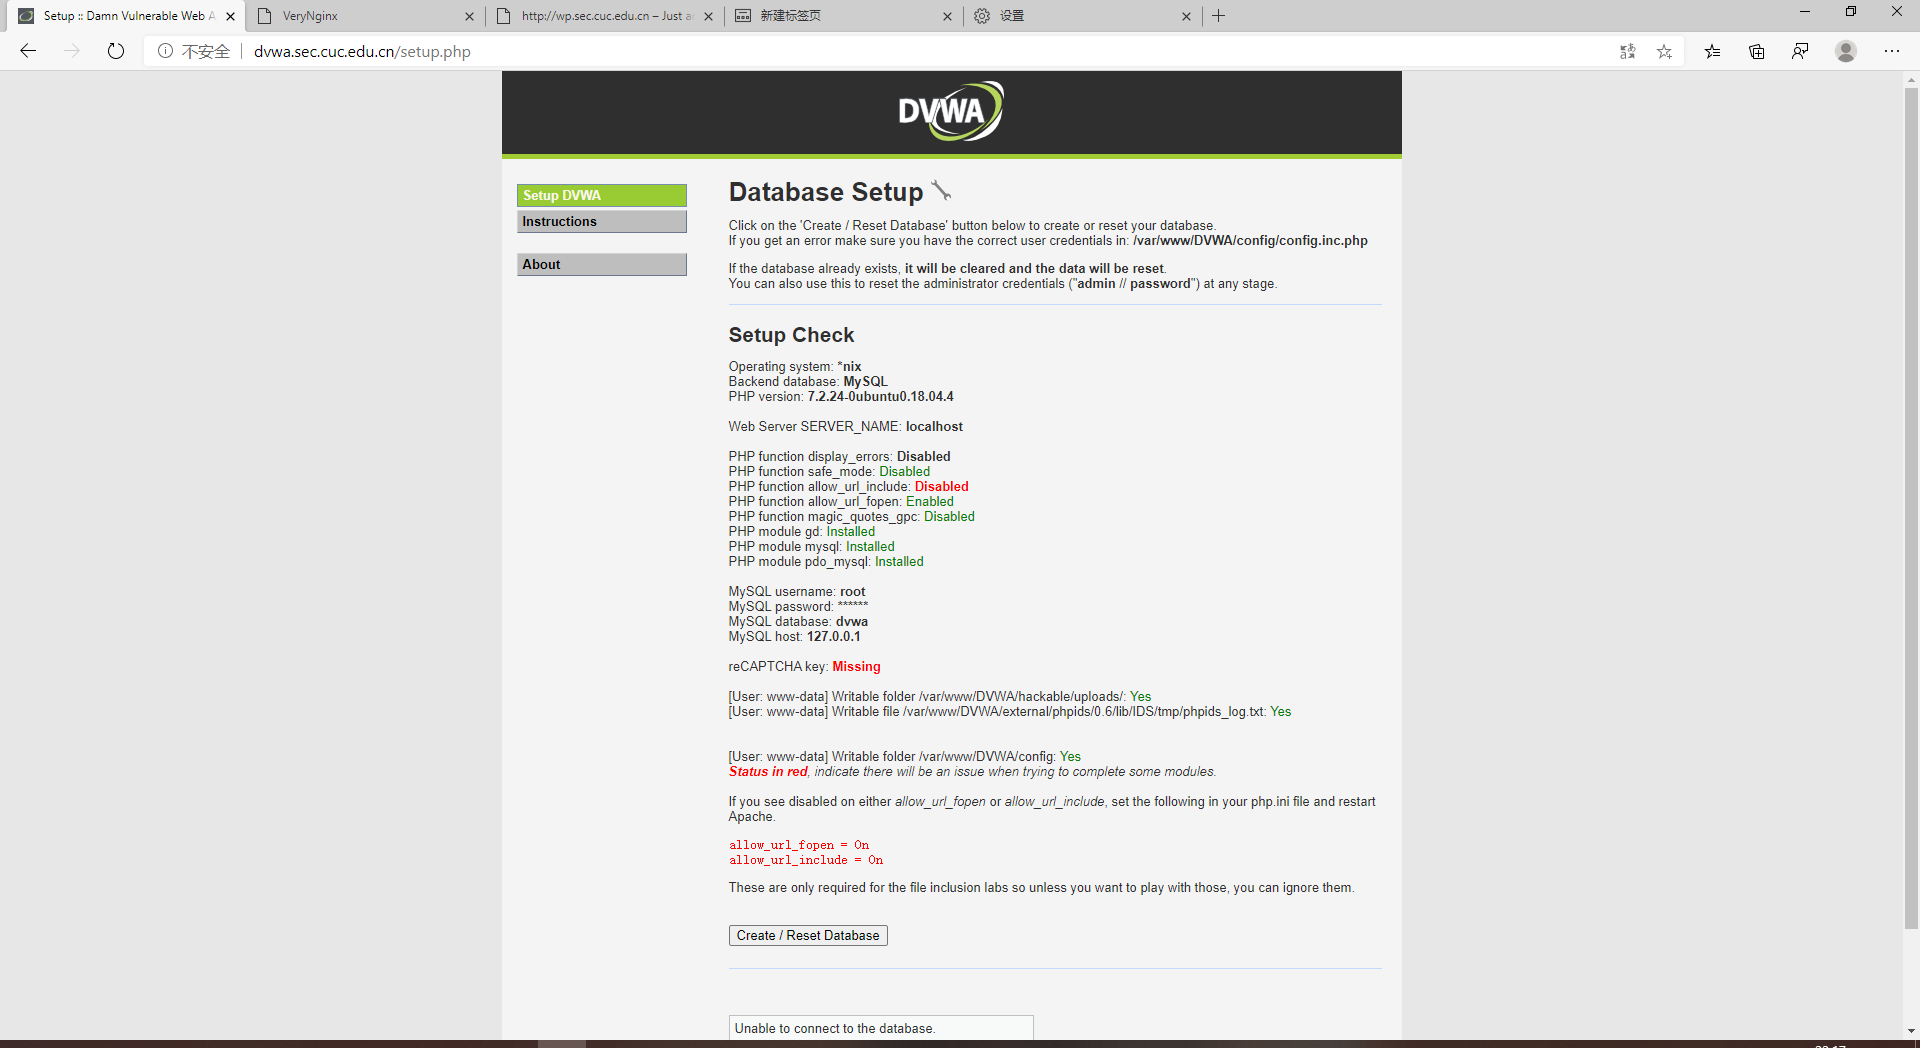 Setup :: Damn Vulnerable Web A
VeryNginx
http://wp.sec.cuc.edu.cn – Just a
新建标签页
设置
不安全
dvwa.sec.cuc.edu.cn/setup.php
DVWA
Setup DVWA
Instructions
About
Database Setup
Click on the 'Create / Reset Database' button below to create or reset your database.
If you get an error make sure you have the correct user credentials in: /var/www/DVWA/config/config.inc.php
If the database already exists, it will be cleared and the data will be reset.
You can also use this to reset the administrator credentials ("admin // password") at any stage.
Setup Check
Operating system: *nix
Backend database: MySQL
PHP version: 7.2.24-0ubuntu0.18.04.4
Web Server SERVER_NAME: localhost
PHP function display_errors: Disabled
PHP function safe_mode: Disabled
PHP function allow_url_include: Disabled
PHP function allow_url_fopen: Enabled
PHP function magic_quotes_gpc: Disabled
PHP module gd: Installed
PHP module mysql: Installed
PHP module pdo_mysql: Installed
MySQL username: root
MySQL password: ******
MySQL database: dvwa
MySQL host: 127.0.0.1
reCAPTCHA key: Missing
[User: www-data] Writable folder /var/www/DVWA/hackable/uploads/: Yes
[User: www-data] Writable file /var/www/DVWA/external/phpids/0.6/lib/IDS/tmp/phpids_log.txt: Yes
[User: www-data] Writable folder /var/www/DVWA/config: Yes
Status in red, indicate there will be an issue when trying to complete some modules.
If you see disabled on either allow_url_fopen or allow_url_include, set the following in your php.ini file and restart
Apache.
allow_url_fopen = On
allow_url_include = On
These are only required for the file inclusion labs so unless you want to play with those, you can ignore them.
Create / Reset Database
Unable to connect to the database.